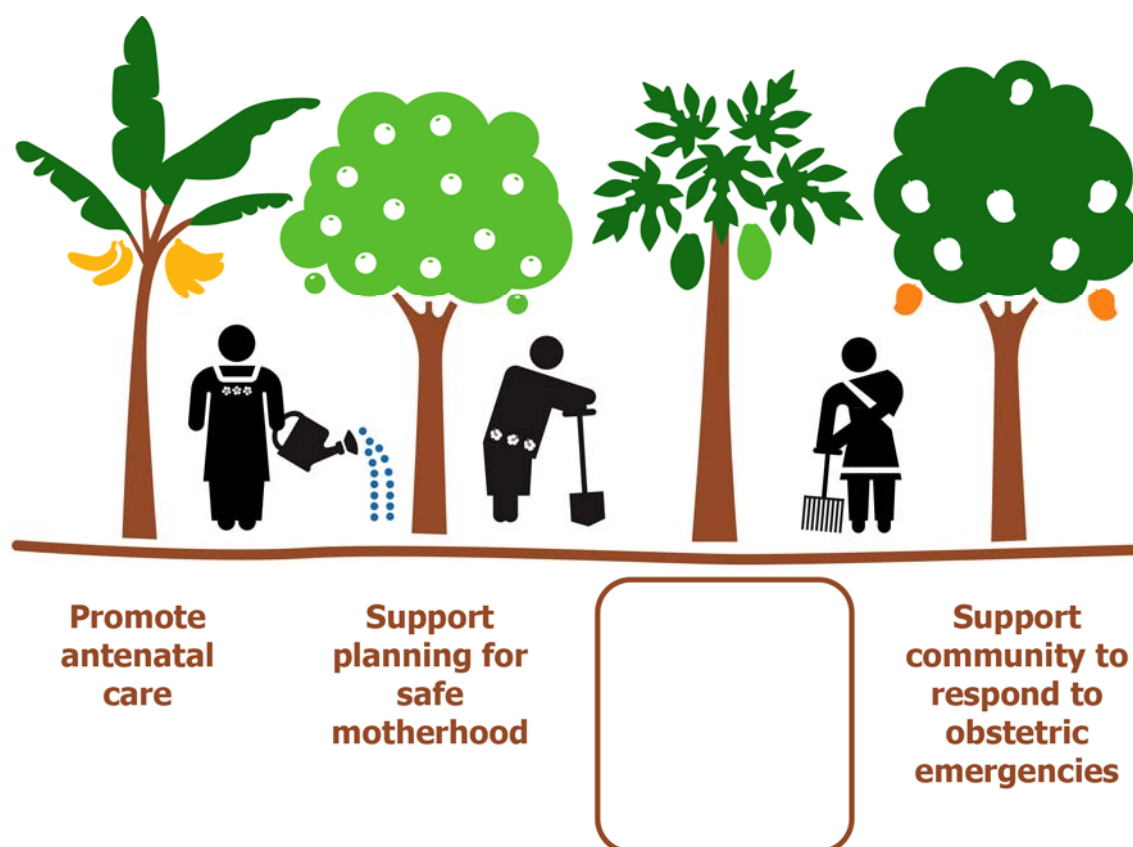 Promote
antenatal
care
Support
planning for
safe
motherhood
Support
community to
respond to
obstetric
emergencies